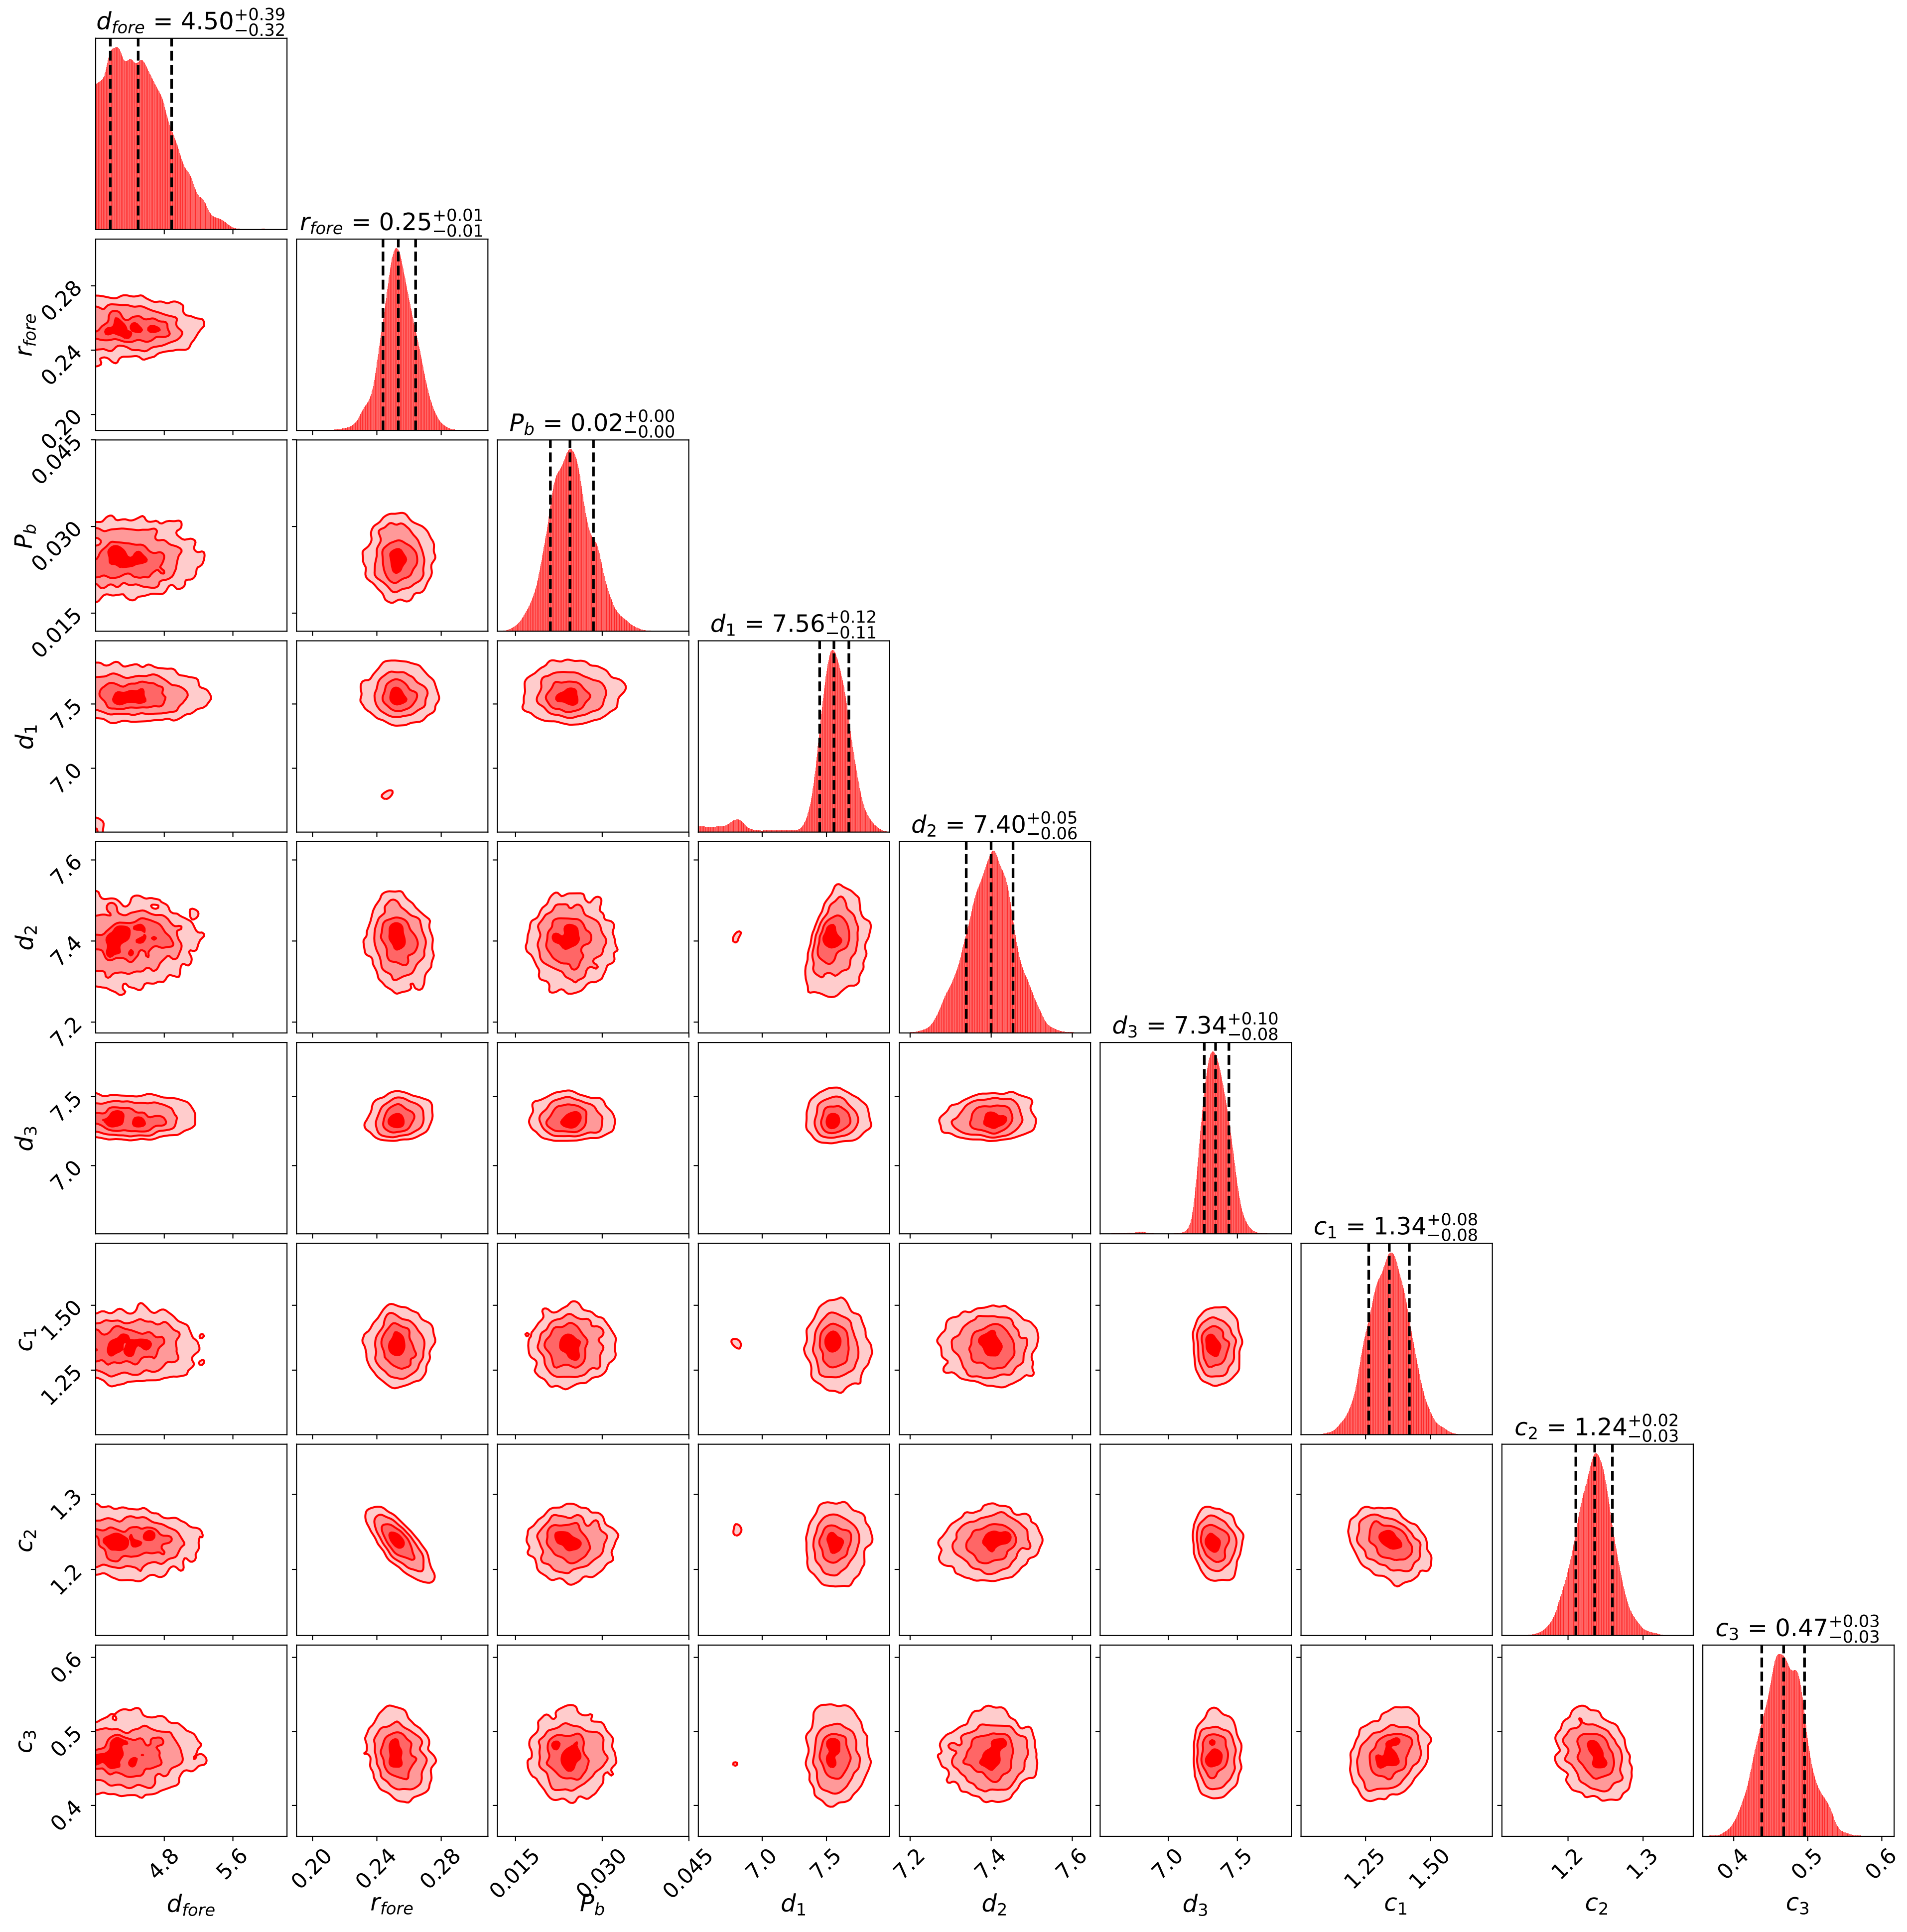 d_fore = 4.50^{+0.39}_{−0.32}
r_fore = 0.25^{+0.01}_{−0.01}
r_fore
0.28
0.24
0.20
P_b = 0.02^{+0.00}_{−0.00}
P_b
0.045
0.030
0.015
d_1 = 7.56^{+0.12}_{−0.11}
d_1
7.5
7.0
d_2 = 7.40^{+0.05}_{−0.06}
d_2
7.6
7.4
7.2
d_3 = 7.34^{+0.10}_{−0.08}
d_3
7.5
7.0
c_1 = 1.34^{+0.08}_{−0.08}
c_1
1.50
1.25
c_2 = 1.24^{+0.02}_{−0.03}
c_2
1.3
1.2
c_3 = 0.47^{+0.03}_{−0.03}
c_3
0.6
0.5
0.4
4.8 5.6 0.20 0.24 0.28 0.015 0.030 0.045 7.0 7.5 7.2 7.4 7.6 7.0 7.5 1.25 1.50 1.2 1.3 0.4 0.5 0.6
d_fore r_fore P_b d_1 d_2 d_3 c_1 c_2 c_3